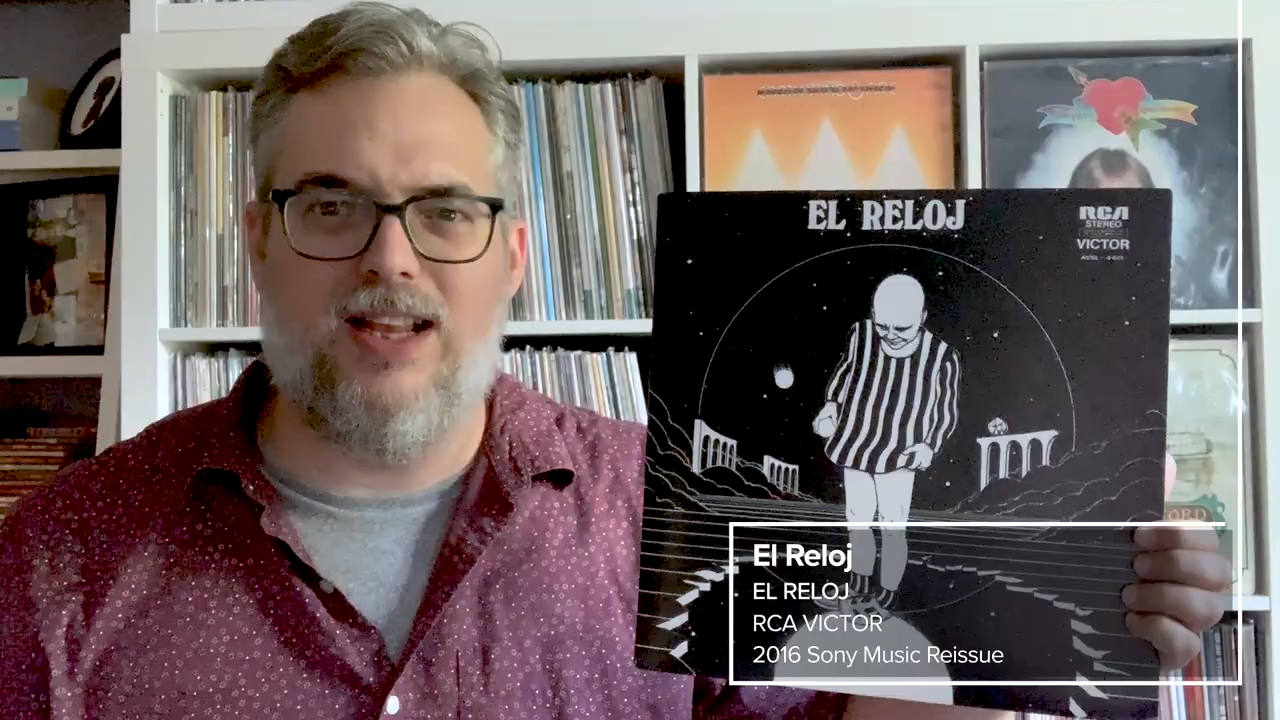 EL RELOJ
RCA
STEREO
VICTOR
El Reloj
EL RELOJ
RCA VICTOR
2016 Sony Music Reissue